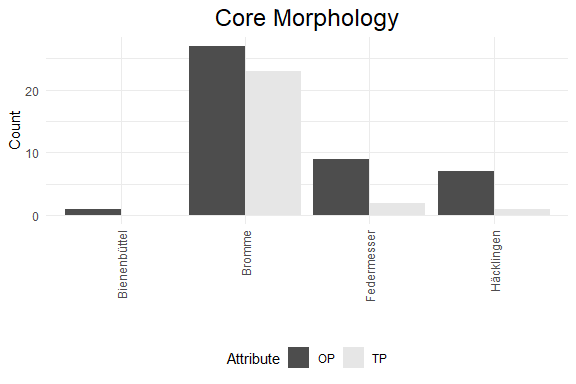 Core Morphology
Count
20
10
0
Bienenbüttel
Bromme
Federmesser
Häcklingen
Attribute OP TP